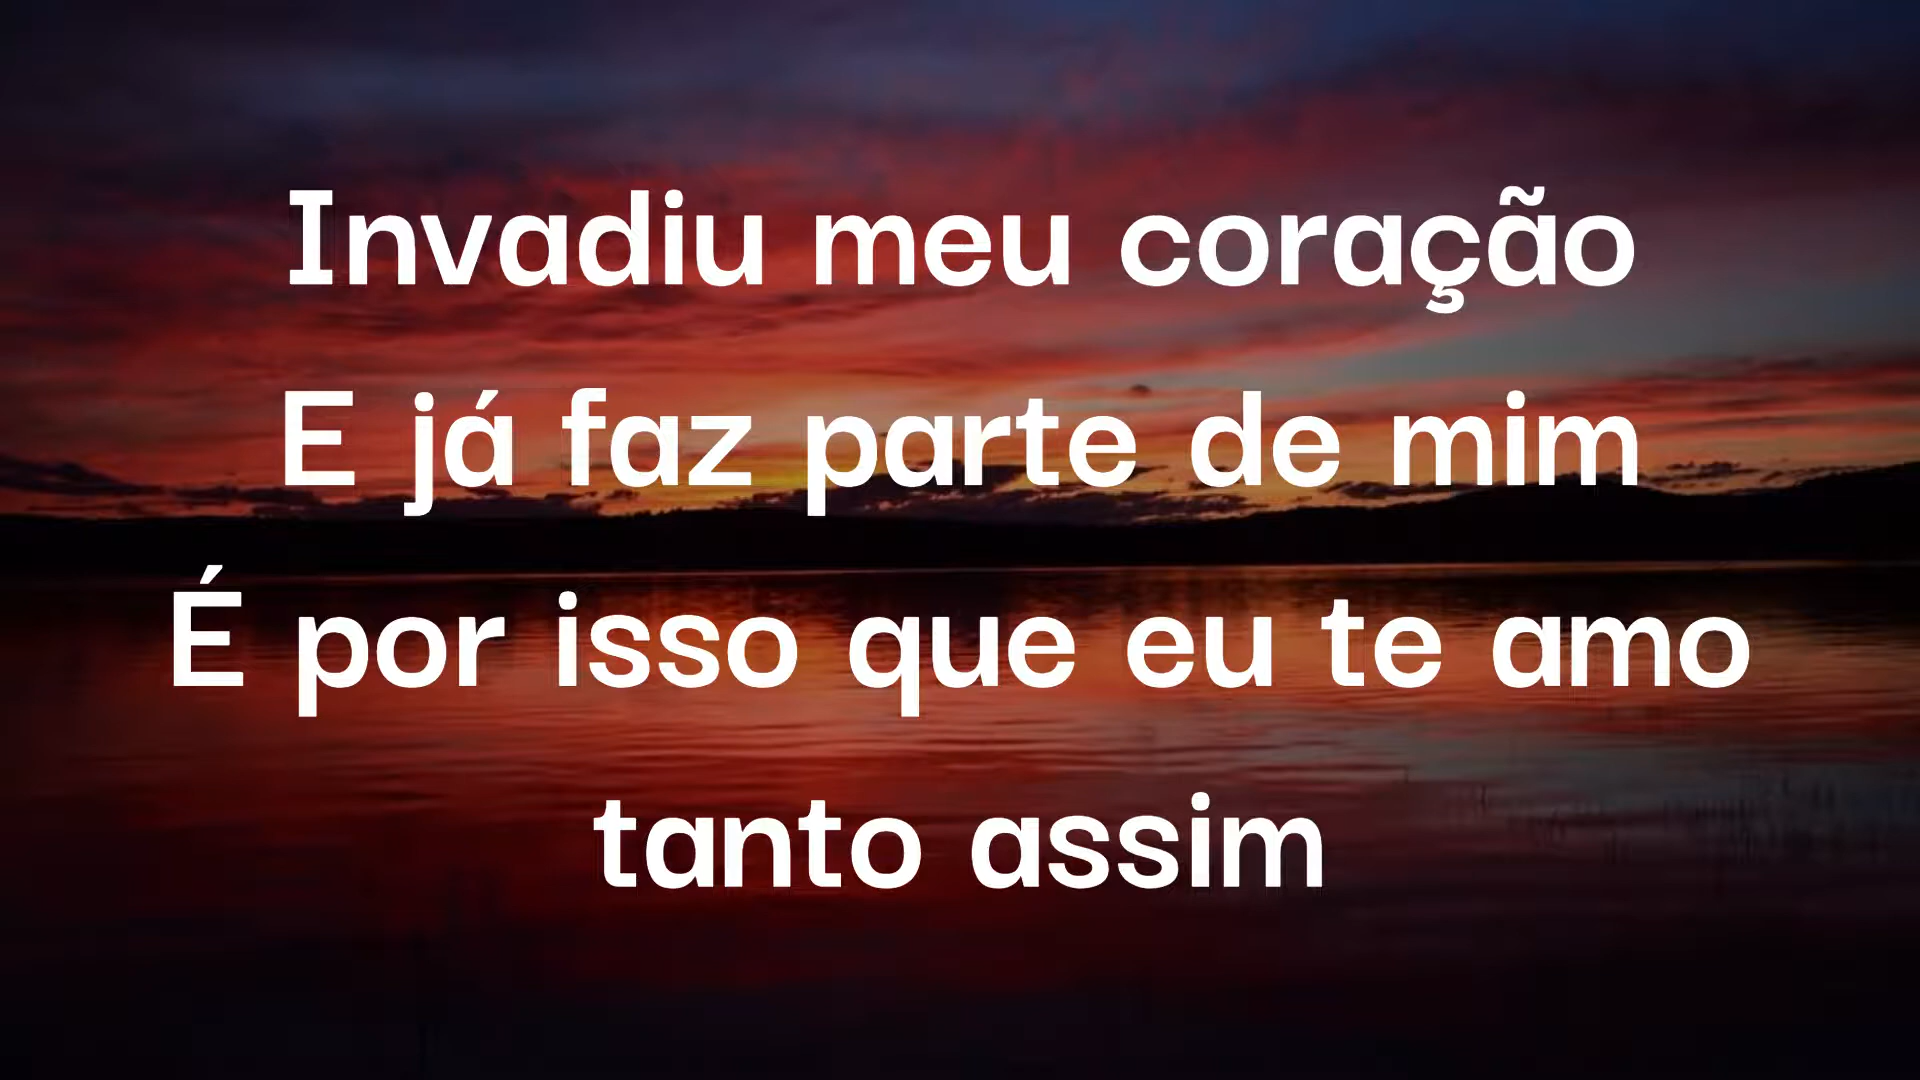 Invadiu meu coração
E já faz parte de mim
É por isso que eu te amo
tanto assim